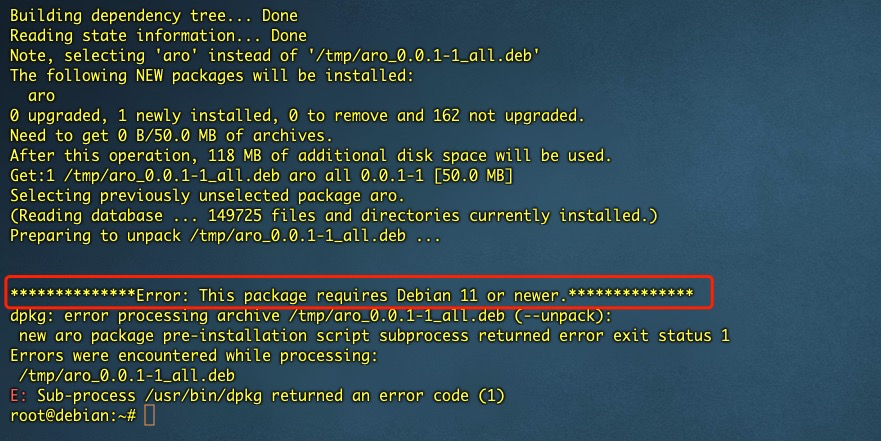 Building dependency tree... Done
Reading state information... Done
Note, selecting 'aro' instead of '/tmp/aro_0.0.1-1_all.deb'
The following NEW packages will be installed:
  aro
0 upgraded, 1 newly installed, 0 to remove and 162 not upgraded.
Need to get 0 B/50.0 MB of archives.
After this operation, 118 MB of additional disk space will be used.
Get:1 /tmp/aro_0.0.1-1_all.deb aro all 0.0.1-1 [50.0 MB]
Selecting previously unselected package aro.
(Reading database ... 149725 files and directories currently installed.)
Preparing to unpack /tmp/aro_0.0.1-1_all.deb ...
**************Error: This package requires Debian 11 or newer.**************
dpkg: error processing archive /tmp/aro_0.0.1-1_all.deb (--unpack):
 new aro package pre-installation script subprocess returned error exit status 1
Errors were encountered while processing:
 /tmp/aro_0.0.1-1_all.deb
E: Sub-process /usr/bin/dpkg returned an error code (1)
root@debian:~#